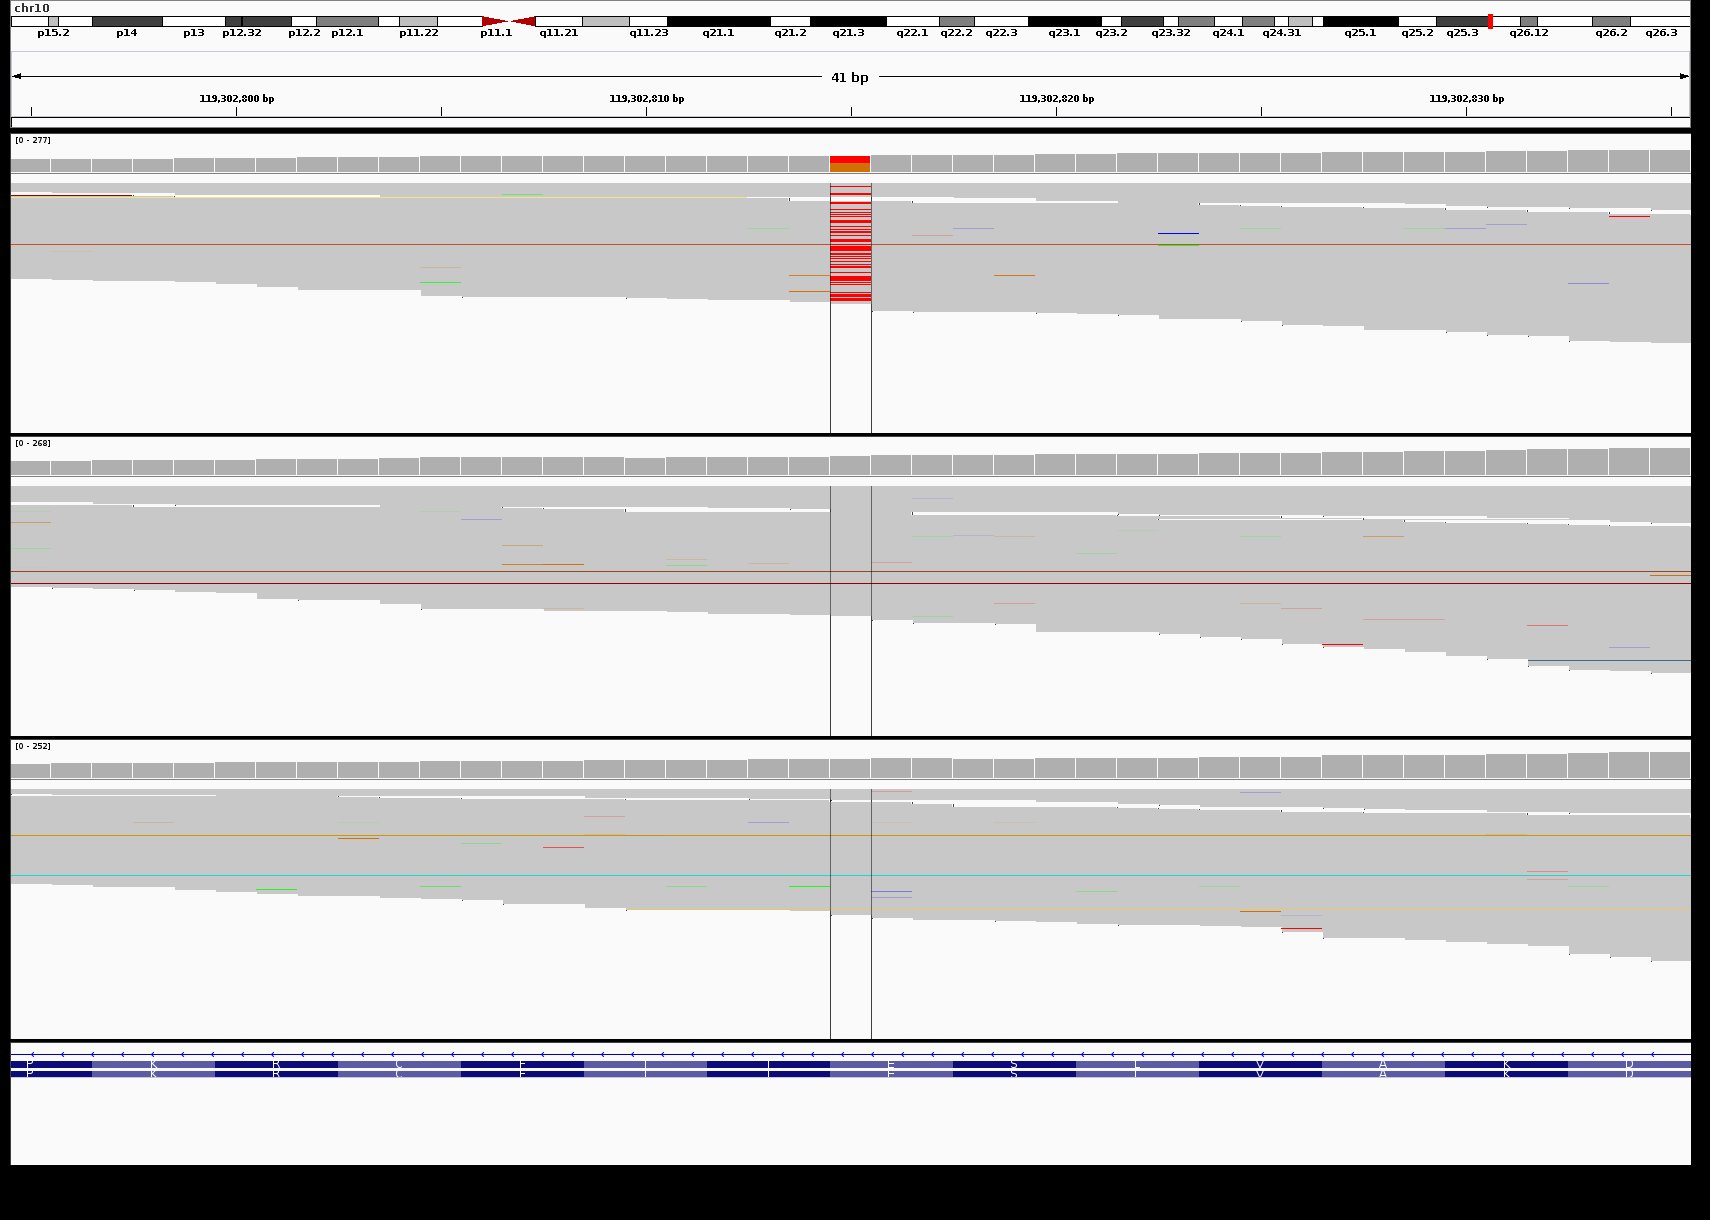 chr10
p15.2 p14 p13 p12.32 p12.2 p12.1 p11.22 p11.1 q11.21 q11.23 q21.1 q21.2 q21.3 q22.1 q22.2 q22.3 q23.1 q23.2 q23.32 q24.1 q24.31 q25.1 q25.2 q25.3 q26.12 q26.2 q26.3
41 bp
119,302,800 bp 119,302,810 bp 119,302,820 bp 119,302,830 bp
[0 - 277]
[0 - 268]
[0 - 252]
P K R C F I I E S L V A K D
P K R C F I I E S L V A K D